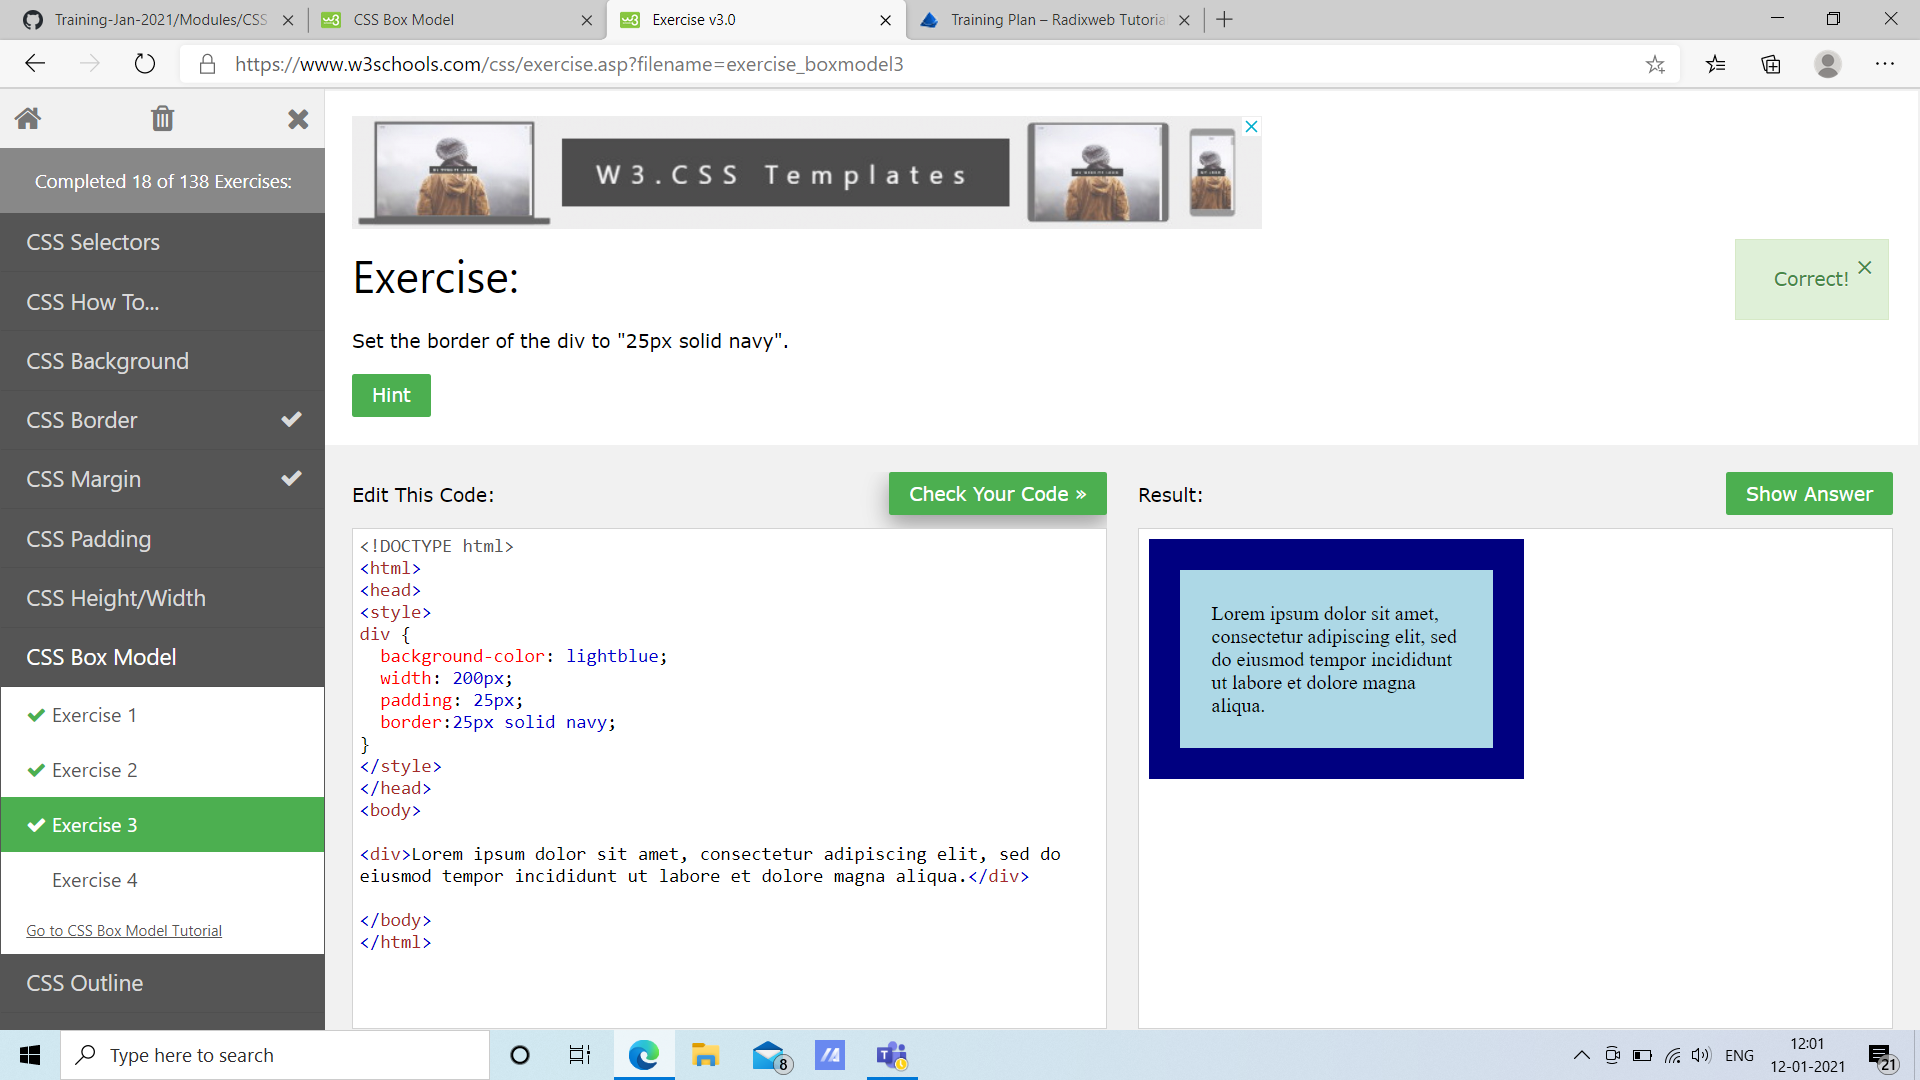 Training-Jan-2021/Modules/CSS
CSS Box Model
Exercise v3.0
Training Plan – Radixweb Tutoria
https://www.w3schools.com/css/exercise.asp?filename=exercise_boxmodel3
Completed 18 of 138 Exercises:
CSS Selectors
CSS How To...
CSS Background
CSS Border
CSS Margin
CSS Padding
CSS Height/Width
CSS Box Model
Exercise 1
Exercise 2
Exercise 3
Exercise 4
Go to CSS Box Model Tutorial
CSS Outline
W3.CSS Templates
Exercise:
Correct!
Set the border of the div to "25px solid navy".
Hint
Edit This Code:
Check Your Code »
Result:
Show Answer
<!DOCTYPE html>
<html>
<head>
<style>
div {
  background-color: lightblue;
  width: 200px;
  padding: 25px;
  border:25px solid navy;
}
</style>
</head>
<body>
<div>Lorem ipsum dolor sit amet, consectetur adipiscing elit, sed do
eiusmod tempor incididunt ut labore et dolore magna aliqua.</div>
</body>
</html>
Lorem ipsum dolor sit amet,
consectetur adipiscing elit, sed
do eiusmod tempor incididunt
ut labore et dolore magna
aliqua.
Type here to search
8
ENG
12:01
12-01-2021
21